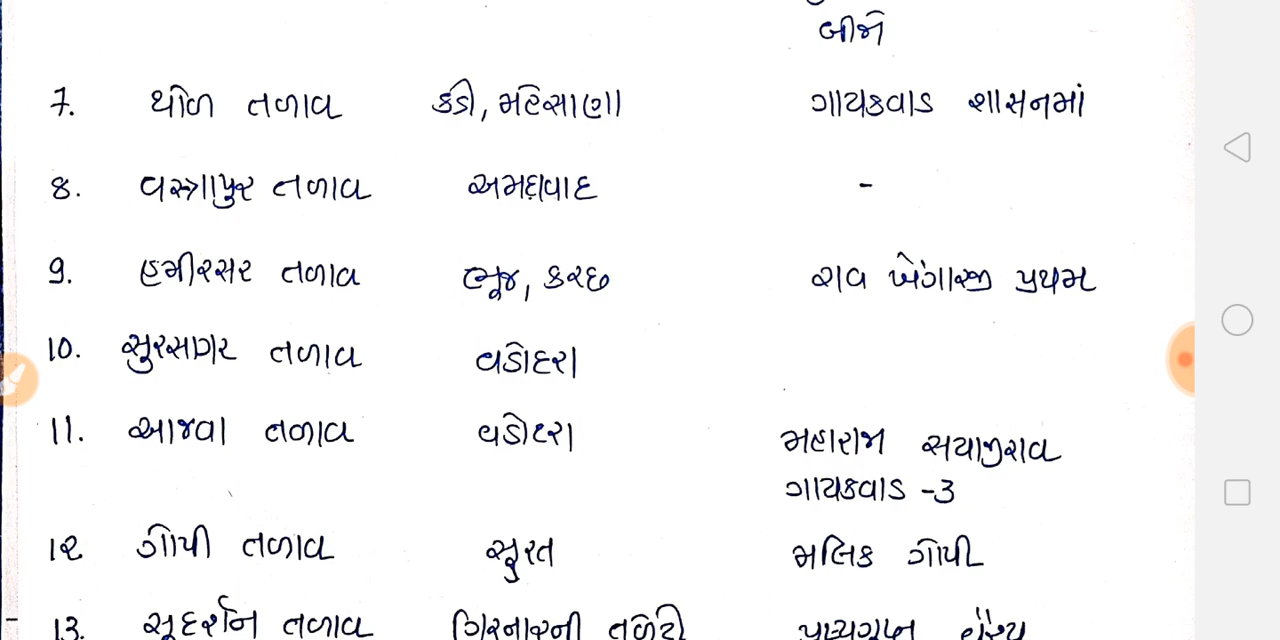 બીજો
7. થોળ તળાવ કડી, મહેસાણા ગાયકવાડ શાસનમાં
8. વસ્ત્રાપુર તળાવ અમદાવાદ -
9. હમીરસર તળાવ ભૂજ, કચ્છ રાવ ખેંગારજી પ્રથમ
10. સુરસાગર તળાવ વડોદરા
11. આજવા તળાવ વડોદરા મહારાજા સયાજીરાવ
ગાયકવાડ -૩
૧૨ ગોપી તળાવ સુરત મલિક ગોપી
13. સુદર્શન તળાવ ગિરનારની તળેટી